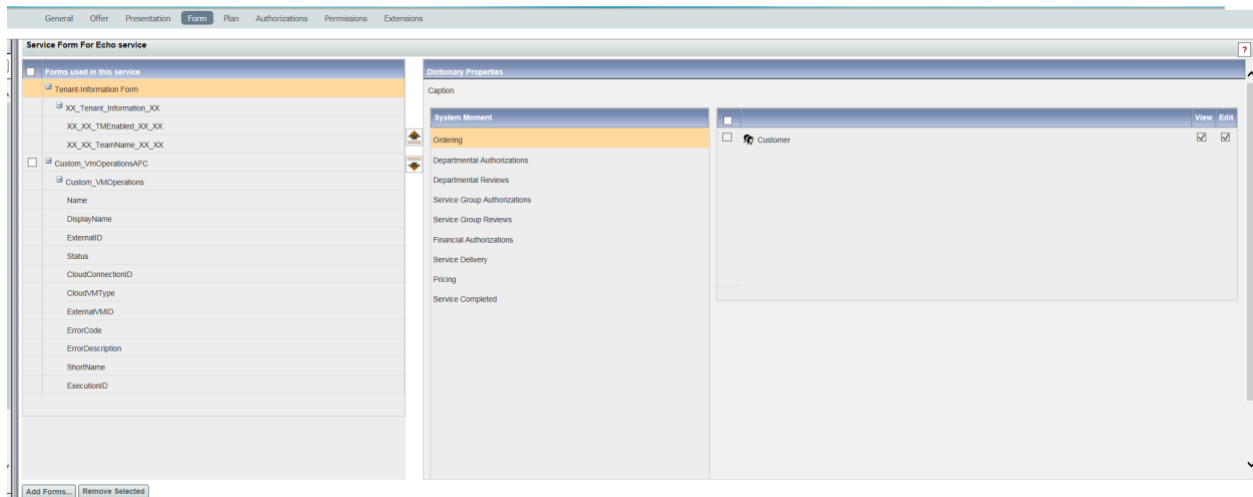 General Offer Presentation Form Plan Authorizations Permissions Extensions
Service Form For Echo service
?
Forms used in this service
Tenant-Information Form
XX_Tenant_Information_XX
XX_XX_TMEnabled_XX_XX
XX_XX_TeamName_XX_XX
Custom_VmOperationsAFC
Custom_VMOperations
Name
DisplayName
ExternalID
Status
CloudConnectionID
CloudVMType
ExternalVMID
ErrorCode
ErrorDescription
ShortName
ExecutionID
Dictionary Properties
Caption
System Moment
Ordering
Departmental Authorizations
Departmental Reviews
Service Group Authorizations
Service Group Reviews
Financial Authorizations
Service Delivery
Pricing
Service Completed
View Edit
Customer
Add Forms... Remove Selected